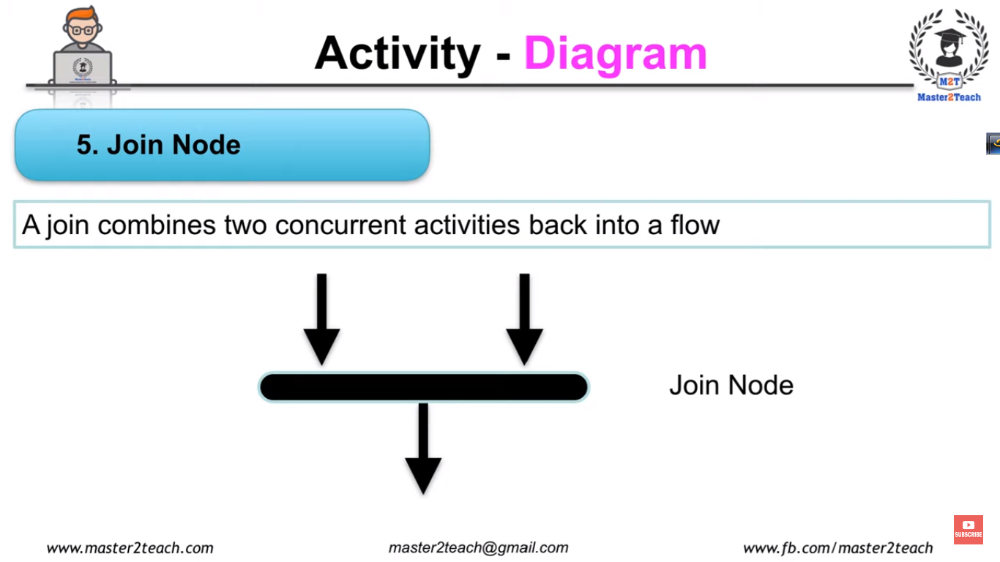 Activity - Diagram
M2T
Master2Teach
5. Join Node
A join combines two concurrent activities back into a flow
Join Node
SUBSCRIBE
www.master2teach.com
master2teach@gmail.com
www.fb.com/master2teach